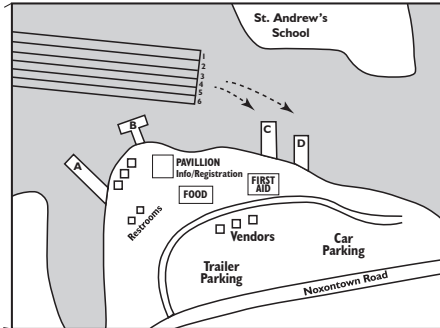 St. Andrew's
School
1
2
3
4
5
6
B
C
D
A
PAVILLION
Info/Registration
FIRST
AID
FOOD
Restrooms
Vendors
Car
Parking
Trailer
Parking
Noxontown Road